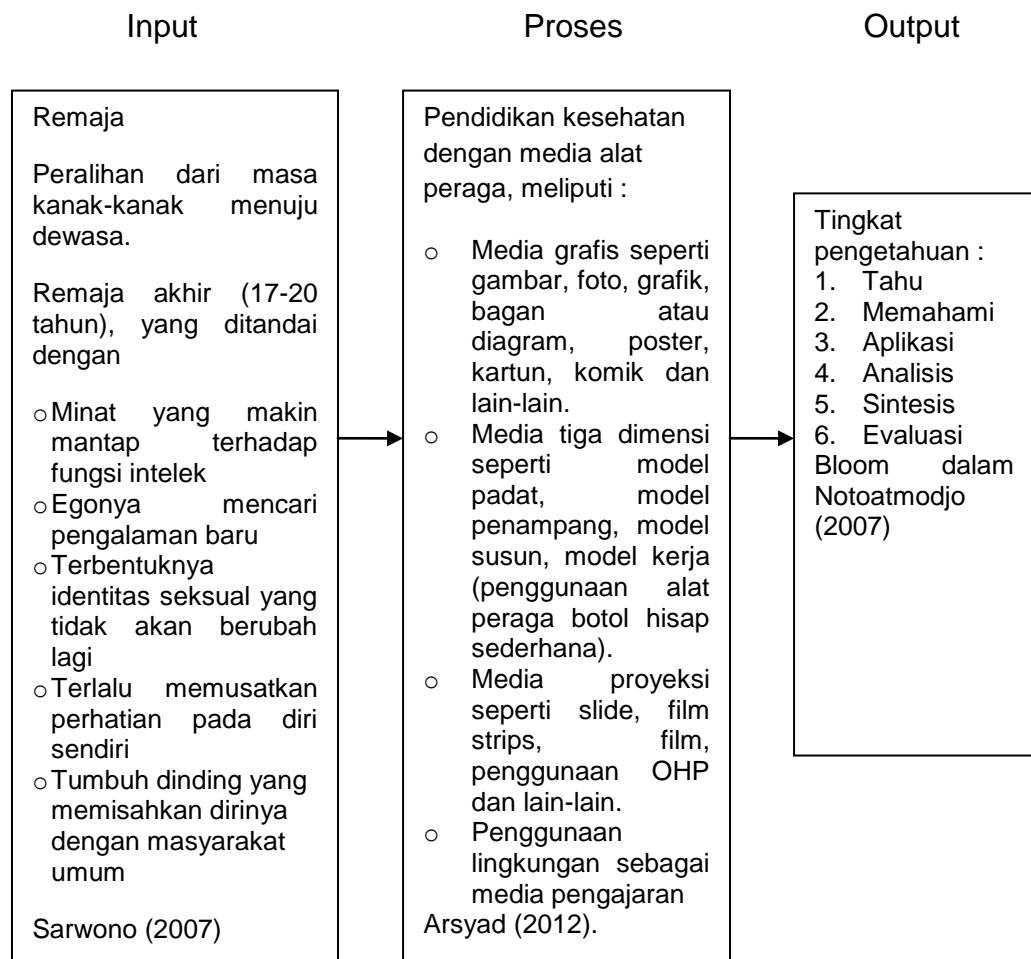 Input
Proses
Output
Remaja
Peralihan dari masa
kanak-kanak menuju
dewasa.
Remaja akhir (17-20
tahun), yang ditandai
dengan
o Minat yang makin
mantap terhadap
fungsi intelek
o Egonya mencari
pengalaman baru
o Terbentuknya
identitas seksual yang
tidak akan berubah
lagi
o Terlalu memusatkan
perhatian pada diri
sendiri
o Tumbuh dinding yang
memisahkan dirinya
dengan masyarakat
umum
Sarwono (2007)
Pendidikan kesehatan
dengan media alat
peraga, meliputi :
o Media grafis seperti
gambar, foto, grafik,
bagan atau
diagram, poster,
kartun, komik dan
lain-lain.
o Media tiga dimensi
seperti model
padat, model
penampang, model
susun, model kerja
(penggunaan alat
peraga botol hisap
sederhana).
o Media proyeksi
seperti slide, film
strips, film,
penggunaan OHP
dan lain-lain.
o Penggunaan
lingkungan sebagai
media pengajaran
Arsyad (2012).
Tingkat
pengetahuan :
1. Tahu
2. Memahami
3. Aplikasi
4. Analisis
5. Sintesis
6. Evaluasi
Bloom dalam
Notoatmodjo
(2007)